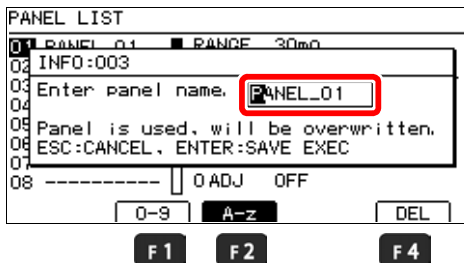 PANEL LIST
01 PANEL_01 RANGE 30mΩ
02 INFO:003
03 Enter panel name. PANEL_01
04
05 Panel is used, will be overwritten.
06 ESC:CANCEL, ENTER:SAVE EXEC
07
08 ---------- 0 ADJ OFF
0-9 A-z DEL
F1 F2 F4